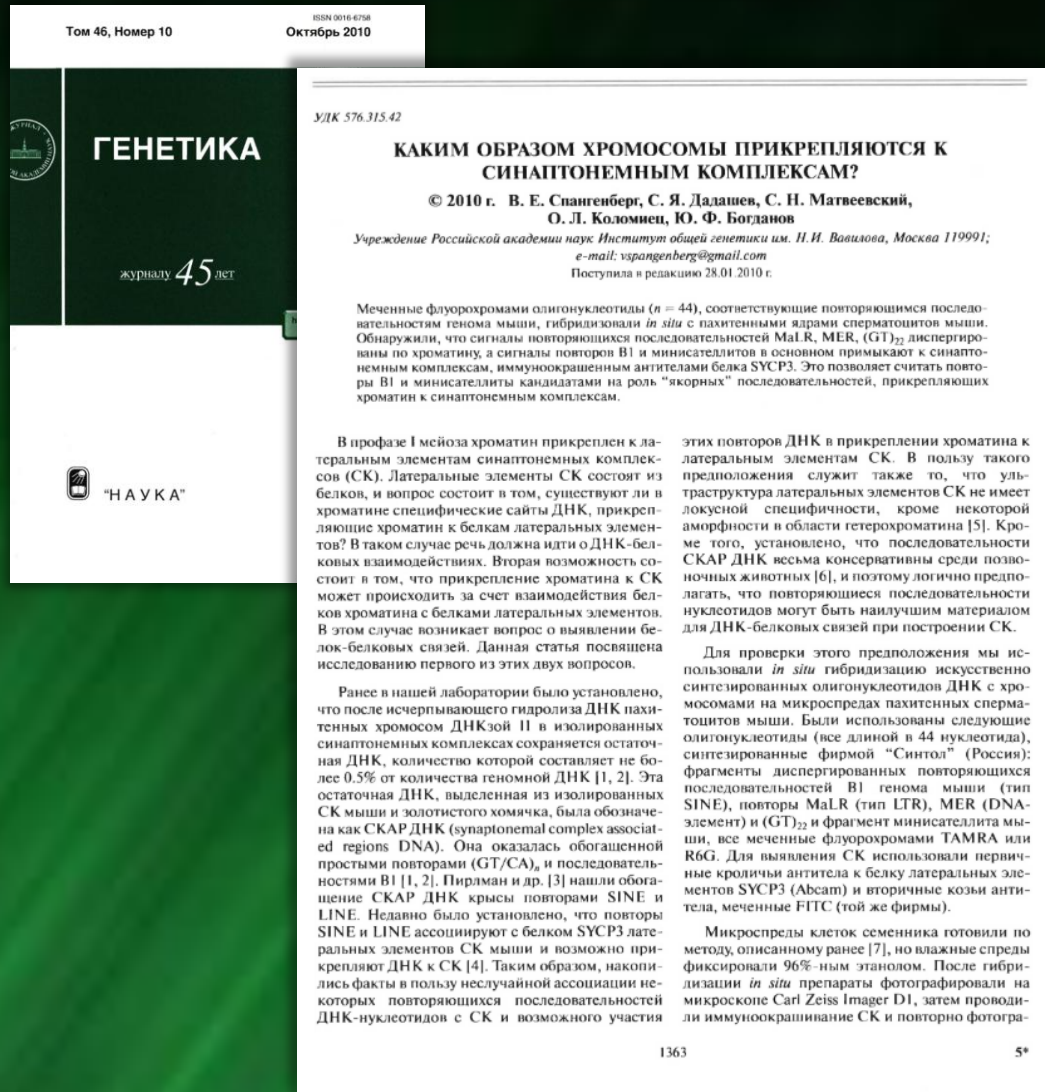 ISSN 0016-6758
Том 46, Номер 10
Октябрь 2010
ГЕНЕТИКА
журналу 45 лет
"НАУКА"
УДК 576.315.42
КАКИМ ОБРАЗОМ ХРОМОСОМЫ ПРИКРЕПЛЯЮТСЯ К
СИНАПТОНЕМНЫМ КОМПЛЕКСАМ?
© 2010 г. В. Е. Спангенберг, С. Я. Дадашев, С. Н. Матвеевский,
О. Л. Коломиец, Ю. Ф. Богданов
Учреждение Российской академии наук Институт общей генетики им. Н.И. Вавилова, Москва 119991;
e-mail: vspangenberg@gmail.com
Поступила в редакцию 28.01.2010 г.
Меченные флуорохромами олигонуклеотиды (n = 44), соответствующие повторяющимся последо-
вательностям генома мыши, гибридизовали in situ с пахитенными ядрами сперматоцитов мыши.
Обнаружили, что сигналы повторяющихся последовательностей MaLR, MER, (GT)22 диспергиро-
ваны по хроматину, а сигналы повторов B1 и минисателлитов в основном примыкают к синапто-
немным комплексам, иммуноокрашенным антителами белка SYCP3. Это позволяет считать повто-
ры B1 и минисателлиты кандидатами на роль "якорных" последовательностей, прикрепляющих
хроматин к синаптонемным комплексам.
В профазе I мейоза хроматин прикреплен к ла-
теральным элементам синаптонемных комплек-
сов (СК). Латеральные элементы СК состоят из
белков, и вопрос состоит в том, существуют ли в
хроматине специфические сайты ДНК, прикреп-
ляющие хроматин к белкам латеральных элемен-
тов? В таком случае речь должна идти о ДНК-бел-
ковых взаимодействиях. Вторая возможность со-
стоит в том, что прикрепление хроматина к СК
может происходить за счет взаимодействия бел-
ков хроматина с белками латеральных элементов.
В этом случае возникает вопрос о выявлении бе-
лок-белковых связей. Данная статья посвящена
исследованию первого из этих двух вопросов.
Ранее в нашей лаборатории было установлено,
что после исчерпывающего гидролиза ДНК пахи-
тенных хромосом ДНКзой II в изолированных
синаптонемных комплексах сохраняется остаточ-
ная ДНК, количество которой составляет не бо-
лее 0.5% от количества геномной ДНК [1, 2]. Эта
остаточная ДНК, выделенная из изолированных
СК мыши и золотистого хомячка, была обозначе-
на как СКАР ДНК (synaptonemal complex associat-
ed regions DNA). Она оказалась обогащенной
простыми повторами (GT/CA)n и последователь-
ностями B1 [1, 2]. Пирлман и др. [3] нашли обога-
щение СКАР ДНК крысы повторами SINE и
LINE. Недавно было установлено, что повторы
SINE и LINE ассоциируют с белком SYCP3 лате-
ральных элементов СК мыши и возможно при-
крепляют ДНК к СК [4]. Таким образом, накопи-
лись факты в пользу неслучайной ассоциации не-
которых повторяющихся последовательностей
ДНК-нуклеотидов с СК и возможного участия
этих повторов ДНК в прикреплении хроматина к
латеральным элементам СК. В пользу такого
предположения служит также то, что уль-
траструктура латеральных элементов СК не имеет
локусной специфичности, кроме некоторой
аморфности в области гетерохроматина [5]. Кро-
ме того, установлено, что последовательности
СКАР ДНК весьма консервативны среди позво-
ночных животных [6], и поэтому логично предпо-
лагать, что повторяющиеся последовательности
нуклеотидов могут быть наилучшим материалом
для ДНК-белковых связей при построении СК.
Для проверки этого предположения мы ис-
пользовали in situ гибридизацию искусственно
синтезированных олигонуклеотидов ДНК с хро-
мосомами на микроспредах пахитенных сперма-
тоцитов мыши. Были использованы следующие
олигонуклеотиды (все длиной в 44 нуклеотида),
синтезированные фирмой "Синтол" (Россия):
фрагменты диспергированных повторяющихся
последовательностей B1 генома мыши (тип
SINE), повторы MaLR (тип LTR), MER (DNA-
элемент) и (GT)22 и фрагмент минисателлита мы-
ши, все меченные флуорохромами TAMRA или
R6G. Для выявления СК использовали первич-
ные кроличьи антитела к белку латеральных эле-
ментов SYCP3 (Abcam) и вторичные козьи анти-
тела, меченные FITC (той же фирмы).
Микроспреды клеток семенника готовили по
методу, описанному ранее [7], но влажные спреды
фиксировали 96%-ным этанолом. После гибри-
дизации in situ препараты фотографировали на
микроскопе Carl Zeiss Imager D1, затем проводи-
ли иммуноокрашивание СК и повторно фотогра-
1363
5*